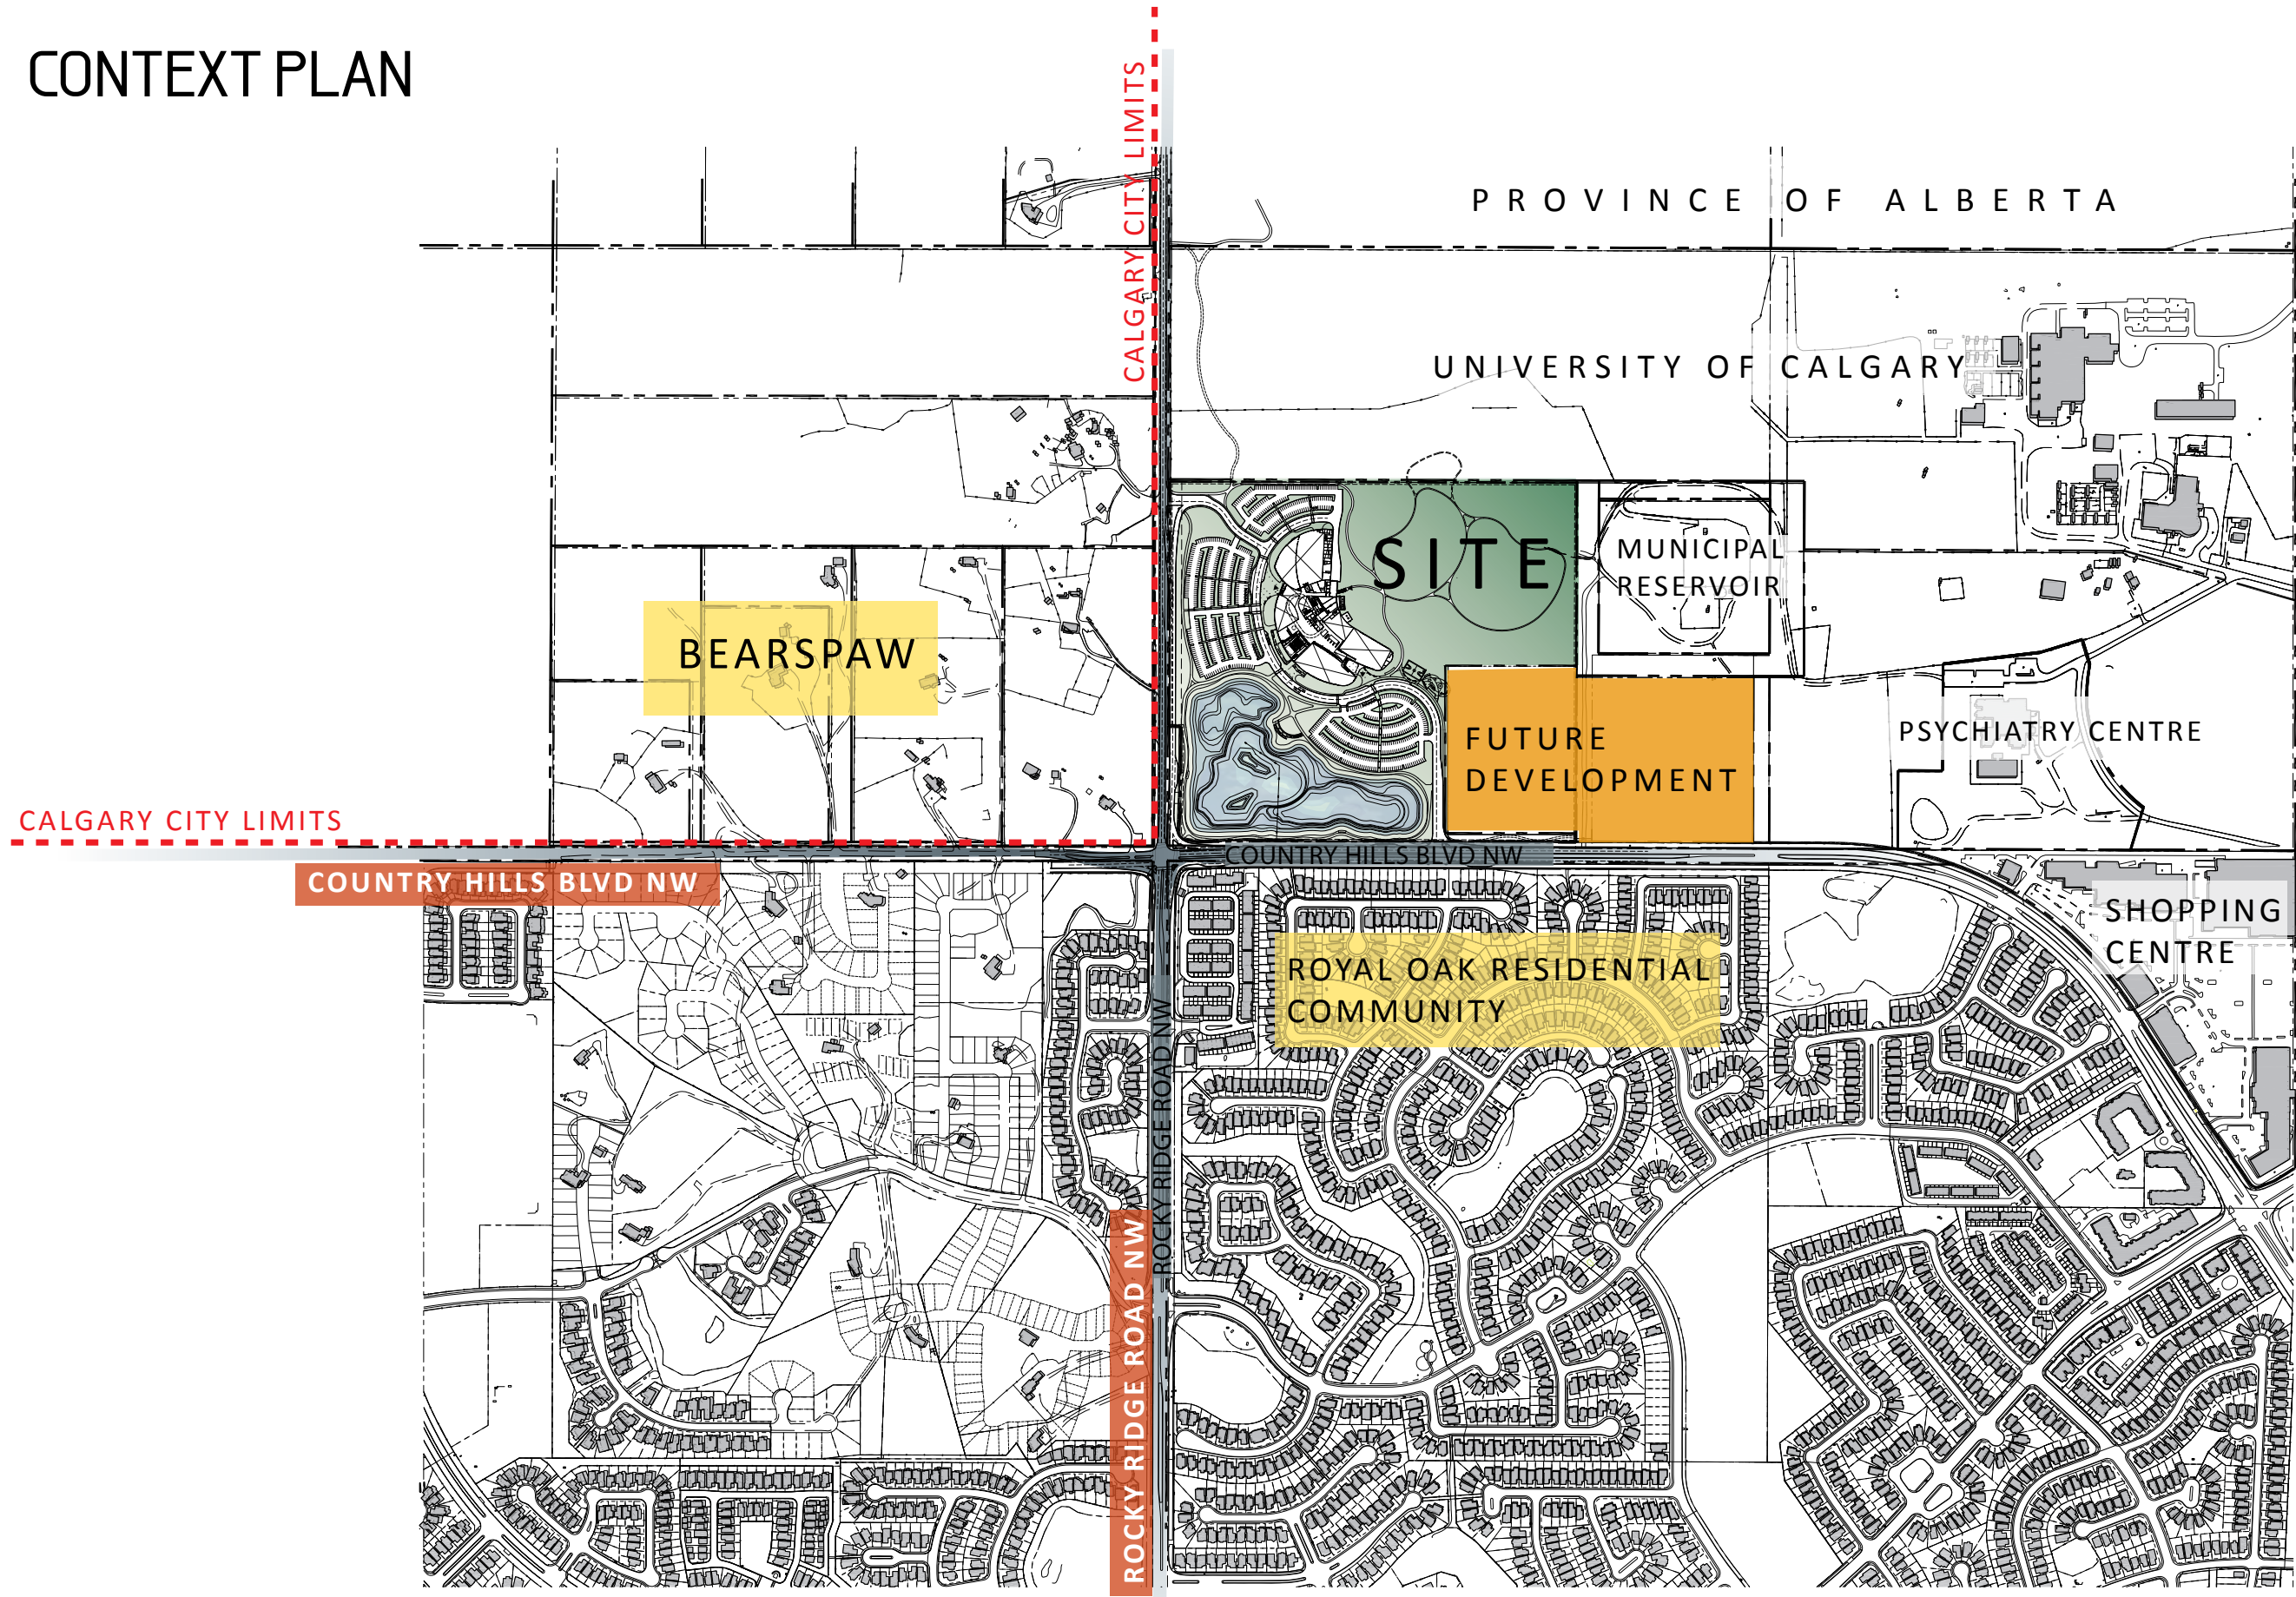 CONTEXT PLAN
CALGARY CITY LIMITS
PROVINCE OF ALBERTA
UNIVERSITY OF CALGARY
SITE
MUNICIPAL
RESERVOIR
BEARSPAW
FUTURE
DEVELOPMENT
PSYCHIATRY CENTRE
CALGARY CITY LIMITS
COUNTRY HILLS BLVD NW
COUNTRY HILLS BLVD NW
SHOPPING
CENTRE
ROYAL OAK RESIDENTIAL
COMMUNITY
ROCKY RIDGE ROAD NW
ROCKY RIDGE ROAD NW